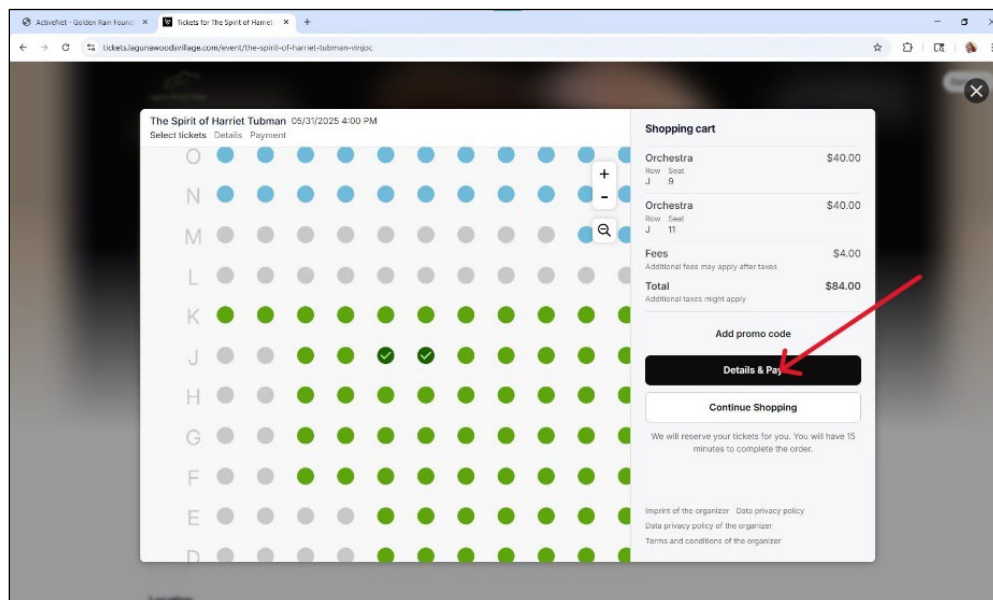 ActiveNet - Golden Rain Found
Tickets for The Spirit of Harriet
tickets.lagunawoodsvillage.com/event/the-spirit-of-harriet-tubman-vinjoc
The Spirit of Harriet Tubman 05/31/2025 4:00 PM
Select tickets Details Payment
O
N
M
L
K
J
H
G
F
E
D
+
-
Shopping cart
Orchestra $40.00
Row Seat
J 9
Orchestra $40.00
Row Seat
J 11
Fees $4.00
Additional fees may apply after taxes
Total $84.00
Additional taxes might apply
Add promo code
Details & Pay
Continue Shopping
We will reserve your tickets for you. You will have 15
minutes to complete the order.
Imprint of the organizer Data privacy policy
Data privacy policy of the organizer
Terms and conditions of the organizer
Location